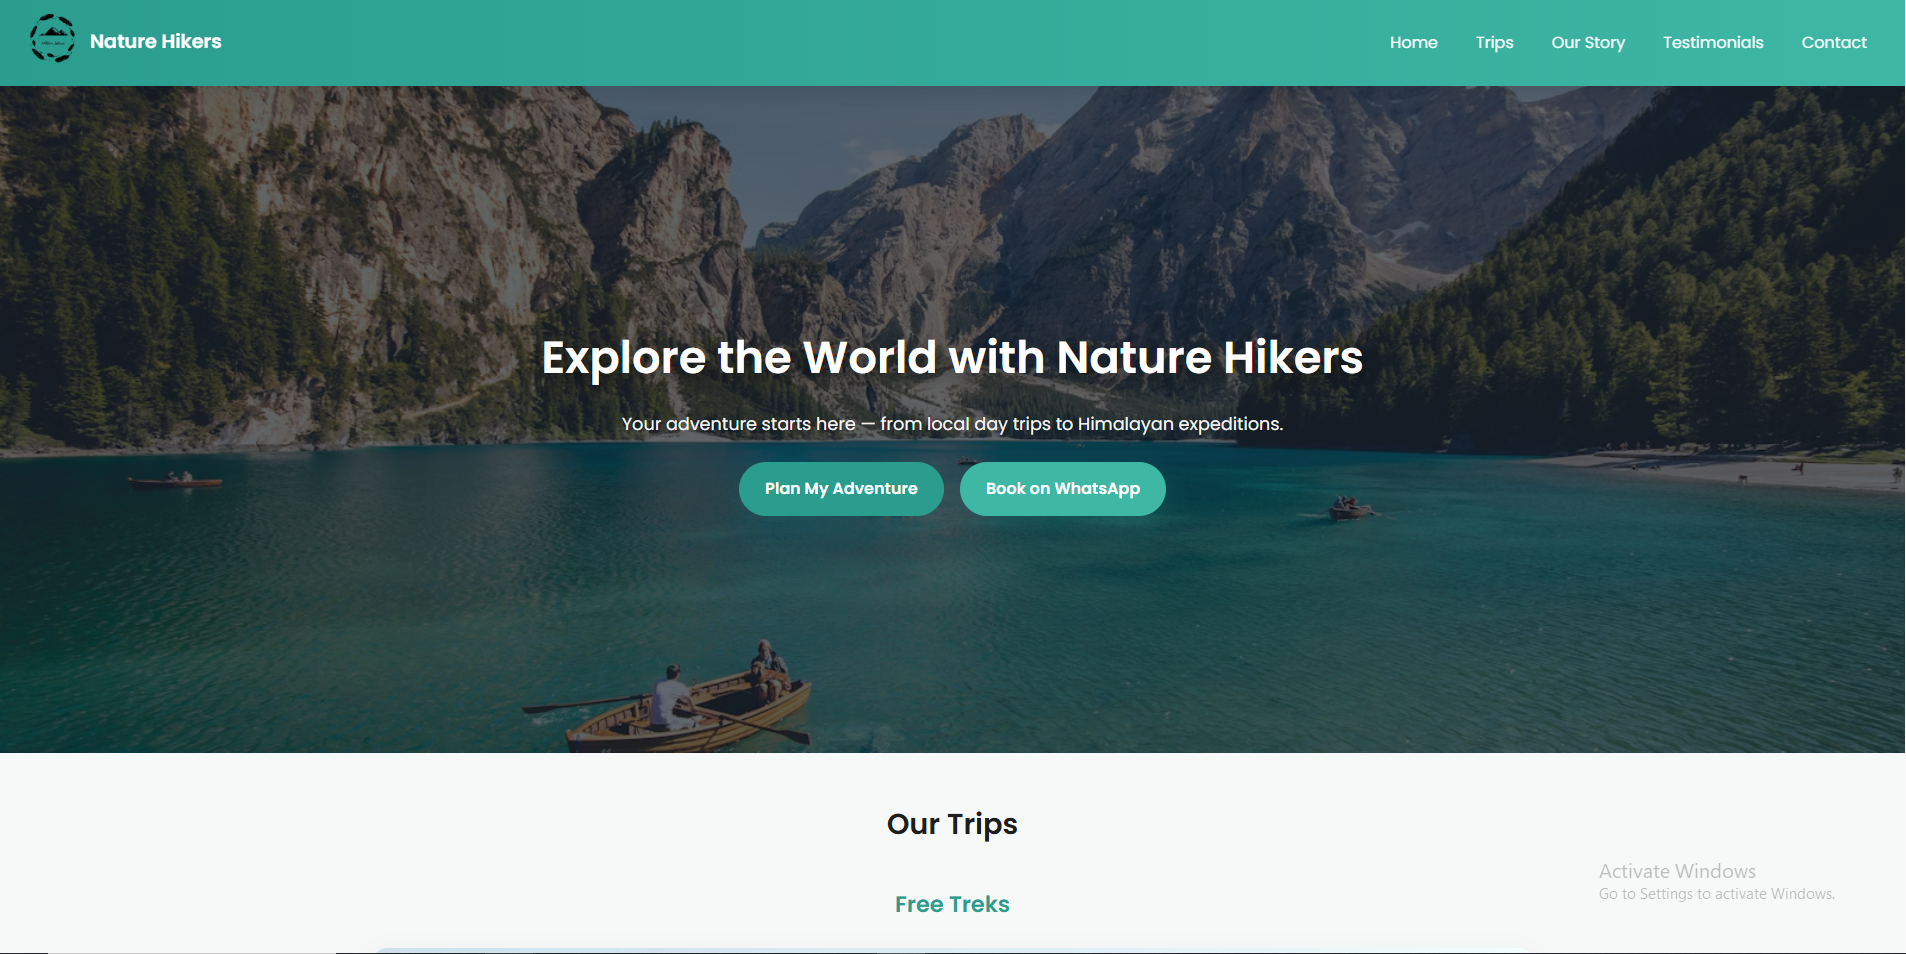 Nature Hikers
Home
Trips
Our Story
Testimonials
Contact
Explore the World with Nature Hikers
Your adventure starts here — from local day trips to Himalayan expeditions.
Plan My Adventure
Book on WhatsApp
Our Trips
Free Treks
Activate Windows
Go to Settings to activate Windows.